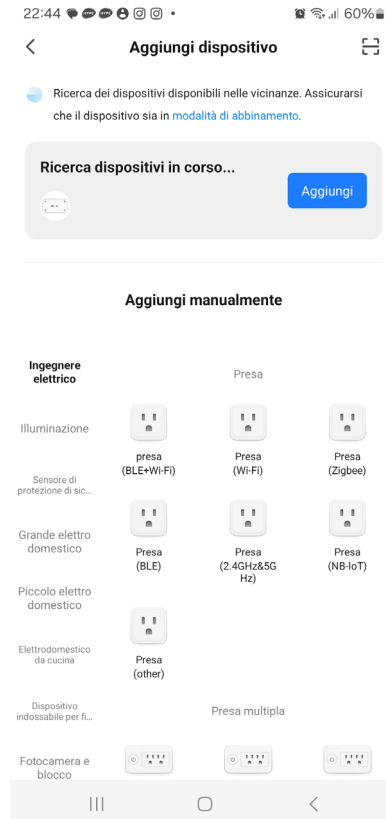 22:44
60%
Aggiungi dispositivo
Ricerca dei dispositivi disponibili nelle vicinanze. Assicurarsi
che il dispositivo sia in modalità di abbinamento.
Ricerca dispositivi in corso...
Aggiungi
Aggiungi manualmente
Ingegnere
elettrico
Presa
Illuminazione
presa
(BLE+Wi-Fi)
Presa
(Wi-Fi)
Presa
(Zigbee)
Sensore di
protezione di sic...
Grande elettro
domestico
Presa
(BLE)
Presa
(2.4GHz&5G
Hz)
Presa
(NB-IoT)
Piccolo elettro
domestico
Elettrodomestico
da cucina
Presa
(other)
Dispositivo
indossabile per fi...
Presa multipla
Fotocamera e
blocco